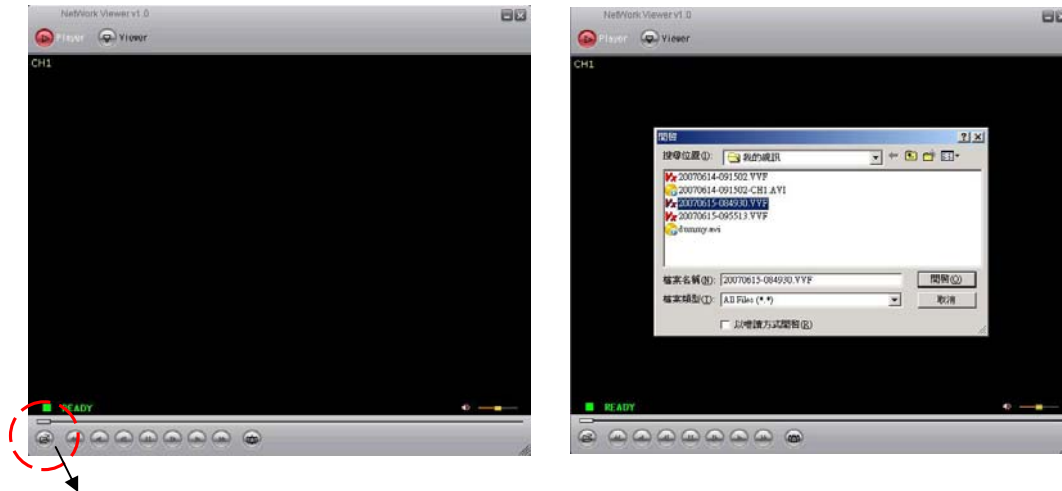 NetWork Viewer v1.0
Player Viewer
CH1
READY
NetWork Viewer v1.0
Player Viewer
CH1
開啟
搜尋位置(I): 我的視訊
20070614-091502.VVF
20070614-091502-CH1.AVI
20070615-084930.VVF
20070615-095513.VVF
dummy.avi
檔案名稱(N): 20070615-084930.VVF 開啟(O)
檔案類型(T): All Files (*.*) 取消
以唯讀方式開啟(R)
READY